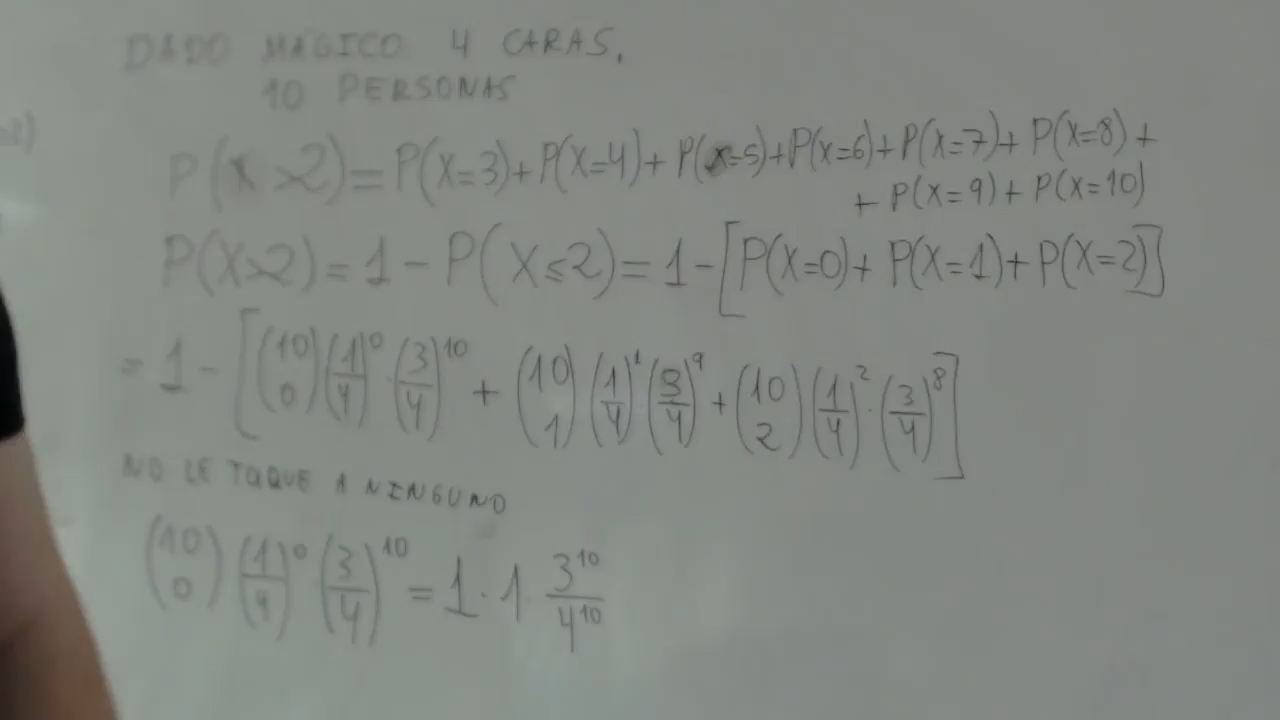 DADO MAGICO 4 CARAS,
10 PERSONAS
P(X>2)=P(X=3)+P(X=4)+P(X=5)+P(X=6)+P(X=7)+P(X=8)+
+P(X=9)+P(X=10)
P(X>2)=1-P(X≤2)=1-[P(X=0)+P(X=1)+P(X=2)]
=1-[(10 0)(1/4)^0·(3/4)^10+(10 1)(1/4)^1(3/4)^9+(10 2)(1/4)^2·(3/4)^8]
NO LE TOQUE A NINGUNO
(10 0)(1/4)^0(3/4)^10=1·1 3^10/4^10